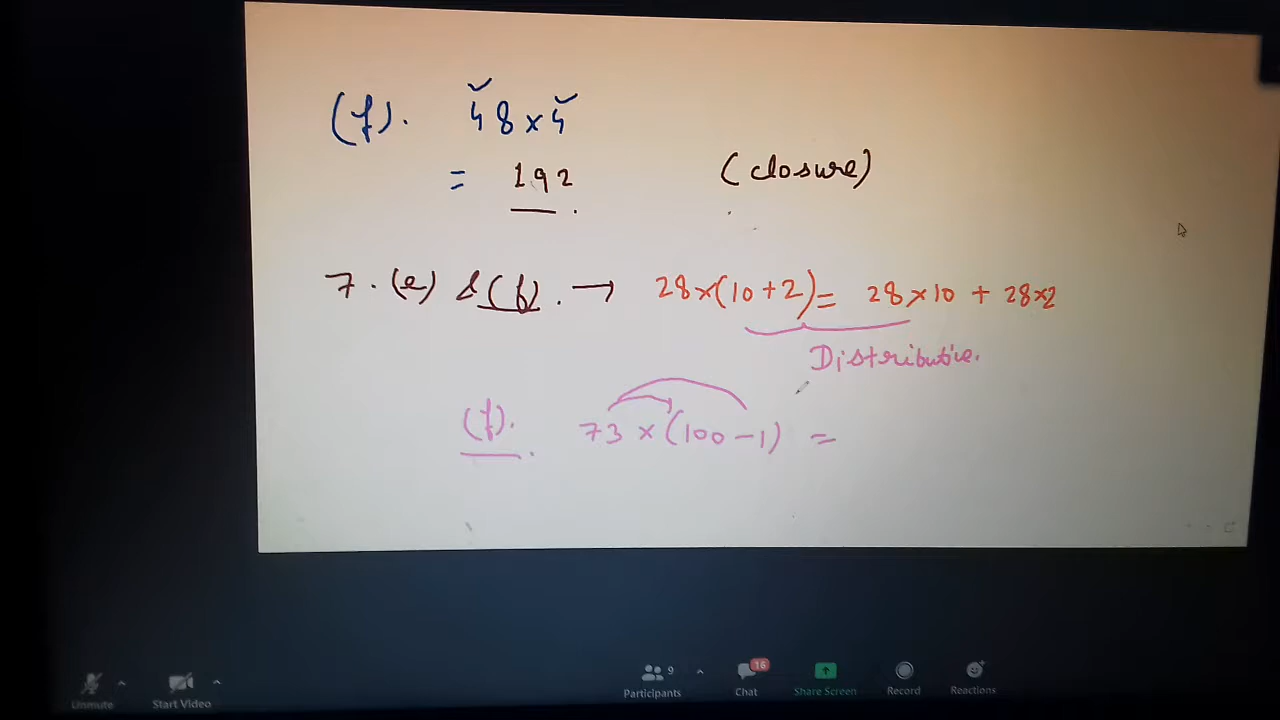 (f). 48×4
= 192 (closure)
7. (e) & (f). → 28×(10+2) = 28×10 + 28×2
Distributive.
(f). 73×(100-1) =
Unmute
Start Video
Participants 9
Chat 16
Share Screen
Record
Reactions